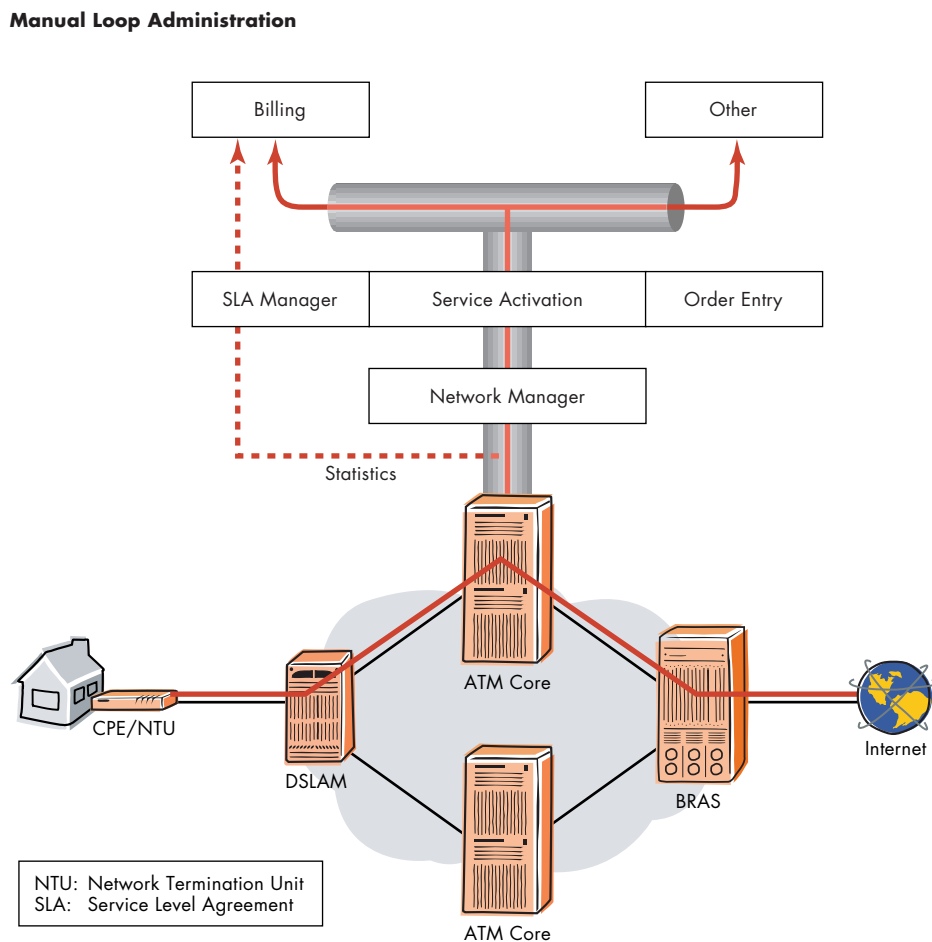 Manual Loop Administration
Billing
Other
SLA Manager
Service Activation
Order Entry
Network Manager
Statistics
ATM Core
CPE/NTU
Internet
DSLAM
BRAS
NTU: Network Termination Unit
SLA: Service Level Agreement
ATM Core